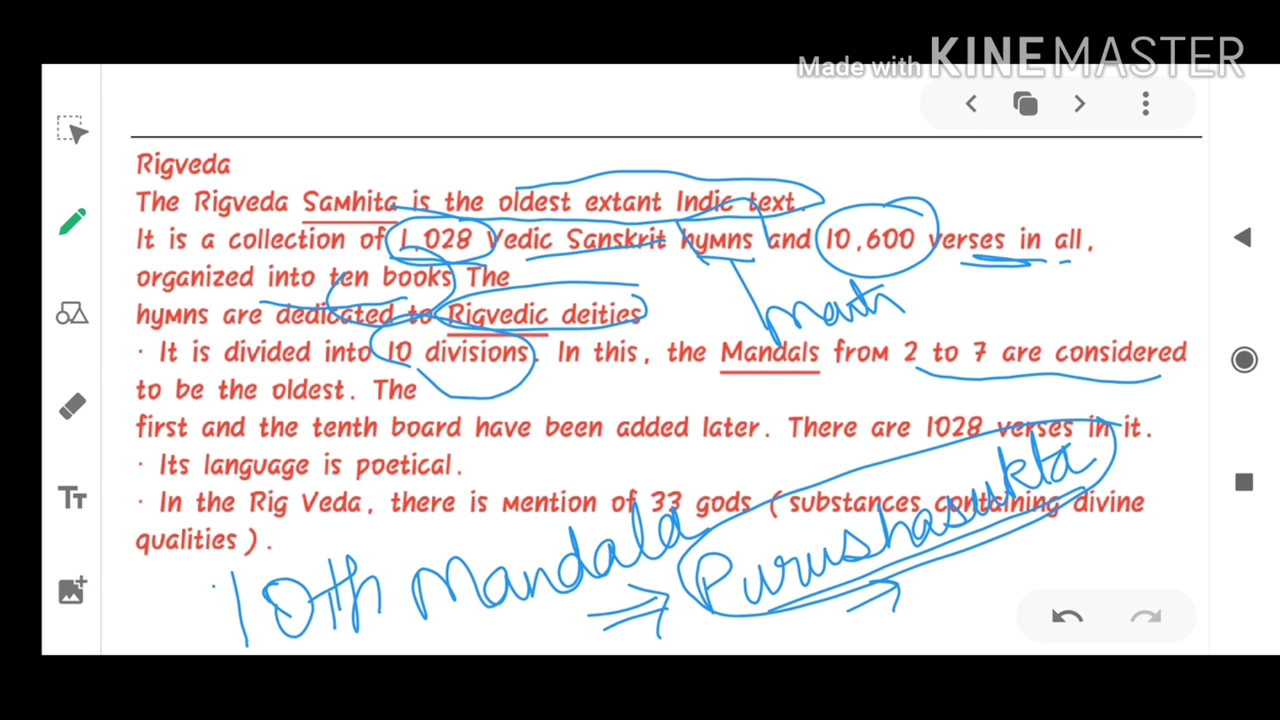 Made with KINEMASTER
Rigveda
The Rigveda Samhita is the oldest extant Indic text.
It is a collection of 1,028 Vedic Sanskrit hymns and 10,600 verses in all,
organized into ten books The
hymns are dedicated to Rigvedic deities
· It is divided into 10 divisions. In this, the Mandals from 2 to 7 are considered
to be the oldest. The
first and the tenth board have been added later. There are 1028 verses in it.
· Its language is poetical.
· In the Rig Veda, there is mention of 33 gods ( substances containing divine
qualities ).
10th Mandala ⇒ Purushasukta →
Tт